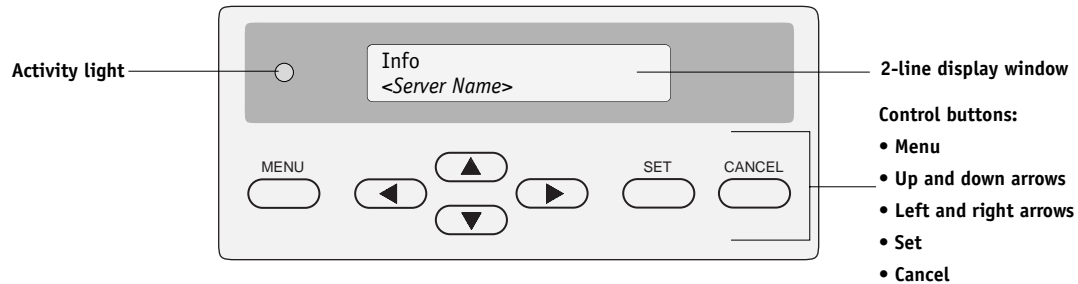 Activity light
Info
<Server Name>
2-line display window
Control buttons:
• Menu
• Up and down arrows
• Left and right arrows
• Set
• Cancel
MENU
SET
CANCEL